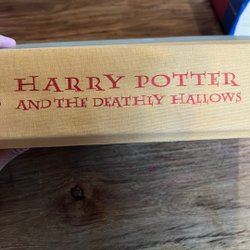 HARRY POTTER
AND THE DEATHLY HALLOWS